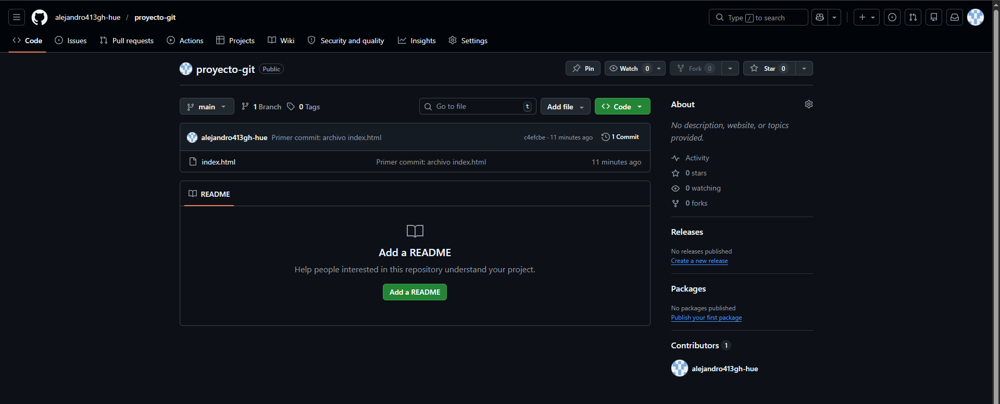 alejandro413gh-hue / proyecto-git
Type / to search
Code Issues Pull requests Actions Projects Wiki Security and quality Insights Settings
proyecto-git Public
Pin Watch 0 Fork 0 Star 0
main 1 Branch 0 Tags
Go to file t Add file Code
alejandro413gh-hue Primer commit: archivo index.html c4efcbe · 11 minutes ago 1 Commit
index.html Primer commit: archivo index.html 11 minutes ago
README
Add a README
Help people interested in this repository understand your project.
Add a README
About
No description, website, or topics
provided.
Activity
0 stars
0 watching
0 forks
Releases
No releases published
Create a new release
Packages
No packages published
Publish your first package
Contributors 1
alejandro413gh-hue